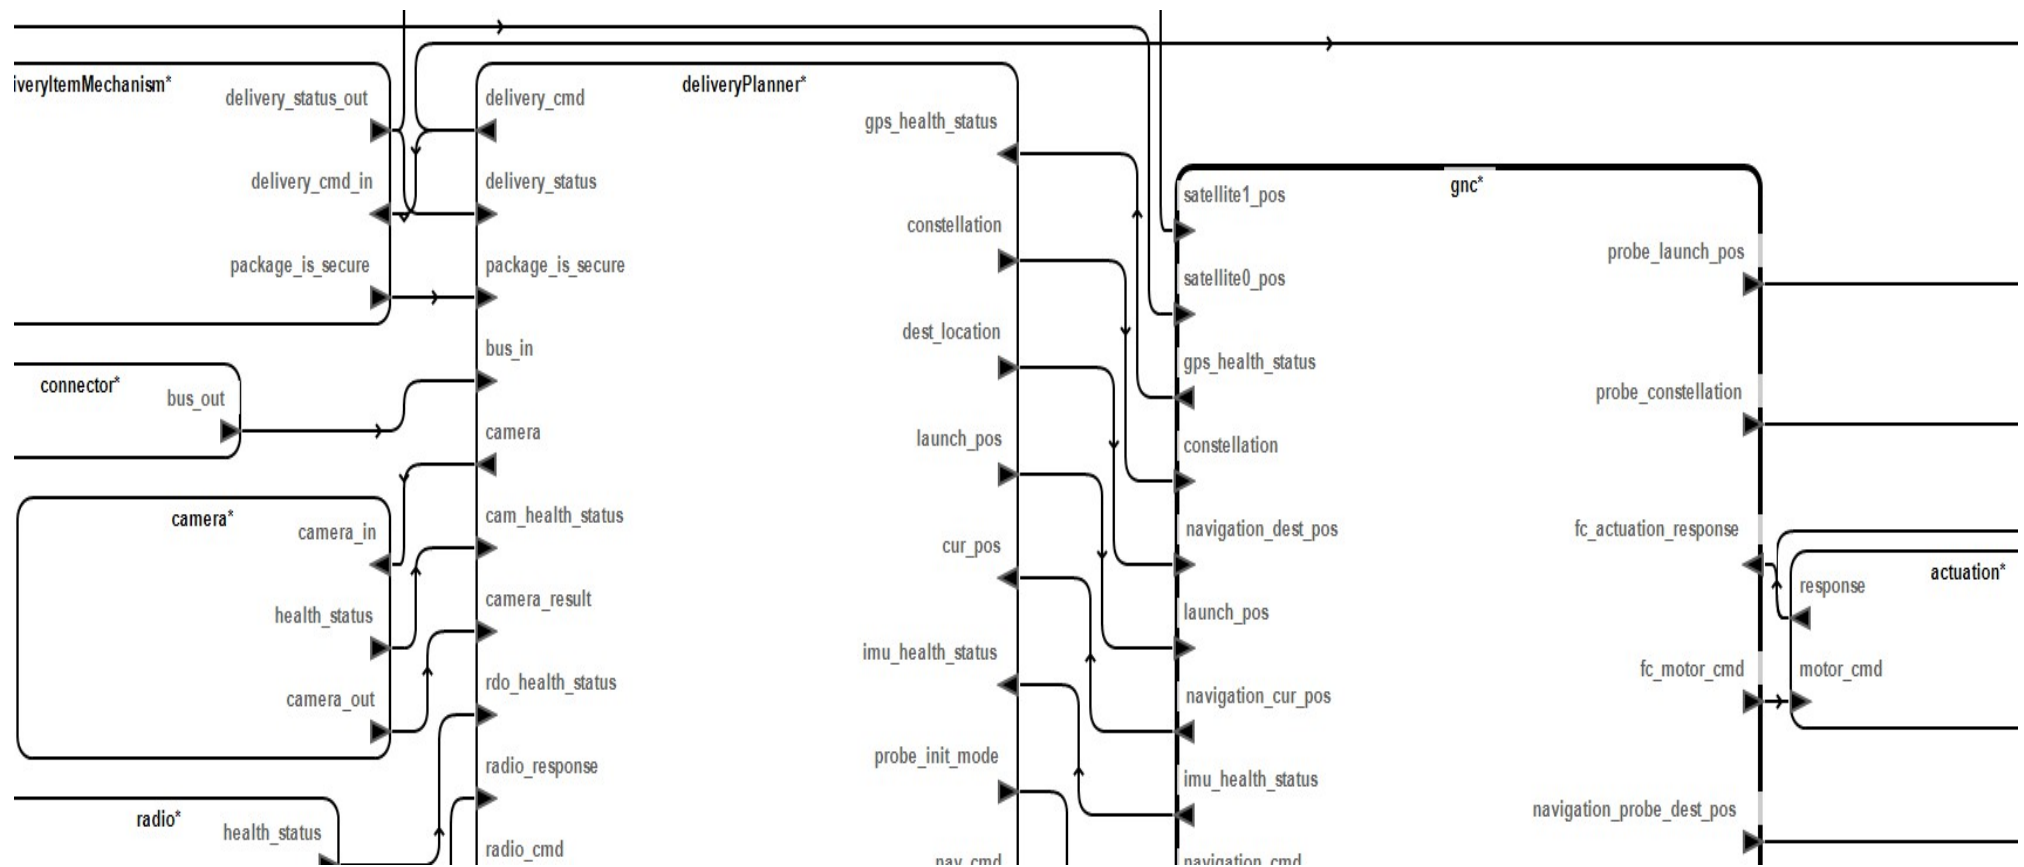 iveryItemMechanism*
delivery_status_out
delivery_cmd_in
package_is_secure
connector*
bus_out
camera*
camera_in
health_status
camera_out
radio*
health_status
deliveryPlanner*
delivery_cmd
delivery_status
package_is_secure
bus_in
camera
cam_health_status
camera_result
rdo_health_status
radio_response
radio_cmd
gps_health_status
constellation
dest_location
launch_pos
cur_pos
imu_health_status
probe_init_mode
nav_cmd
gnc*
satellite1_pos
satellite0_pos
gps_health_status
constellation
navigation_dest_pos
launch_pos
navigation_cur_pos
imu_health_status
navigation_cmd
probe_launch_pos
probe_constellation
fc_actuation_response
fc_motor_cmd
navigation_probe_dest_pos
actuation*
response
motor_cmd